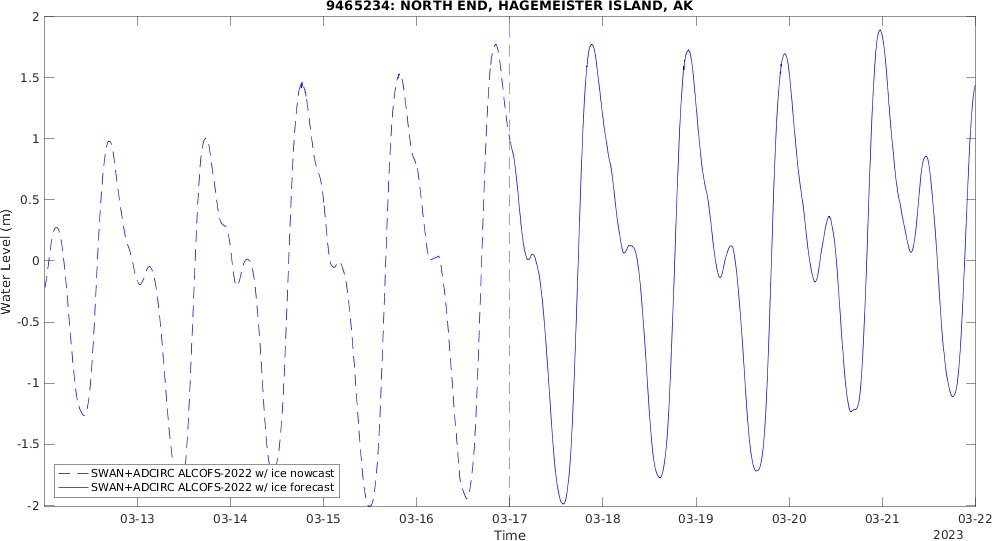 9465234: NORTH END, HAGEMEISTER ISLAND, AK
2
1.5
1
0.5
0
-0.5
-1
-1.5
-2
Water Level (m)
SWAN+ADCIRC ALCOFS-2022 w/ ice nowcast
SWAN+ADCIRC ALCOFS-2022 w/ ice forecast
03-13 03-14 03-15 03-16 03-17 03-18 03-19 03-20 03-21 03-22
Time
2023